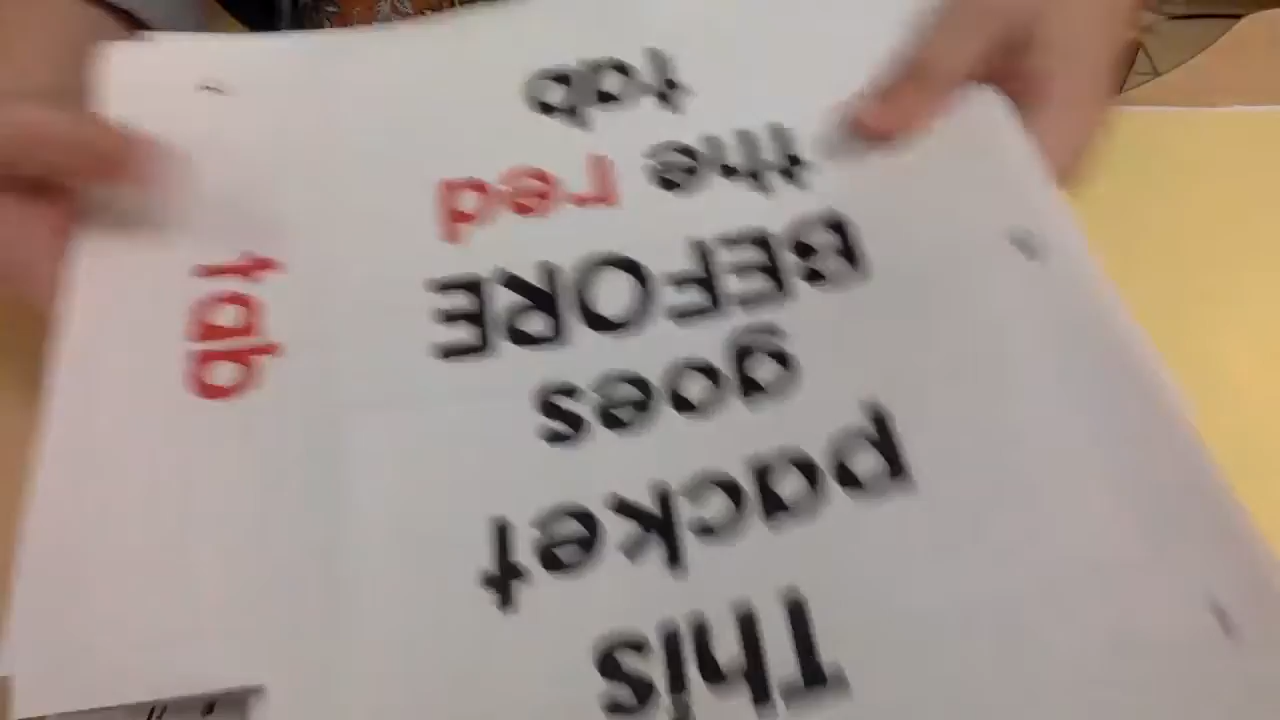 This
packet
goes
BEFORE
the red
tab
tab